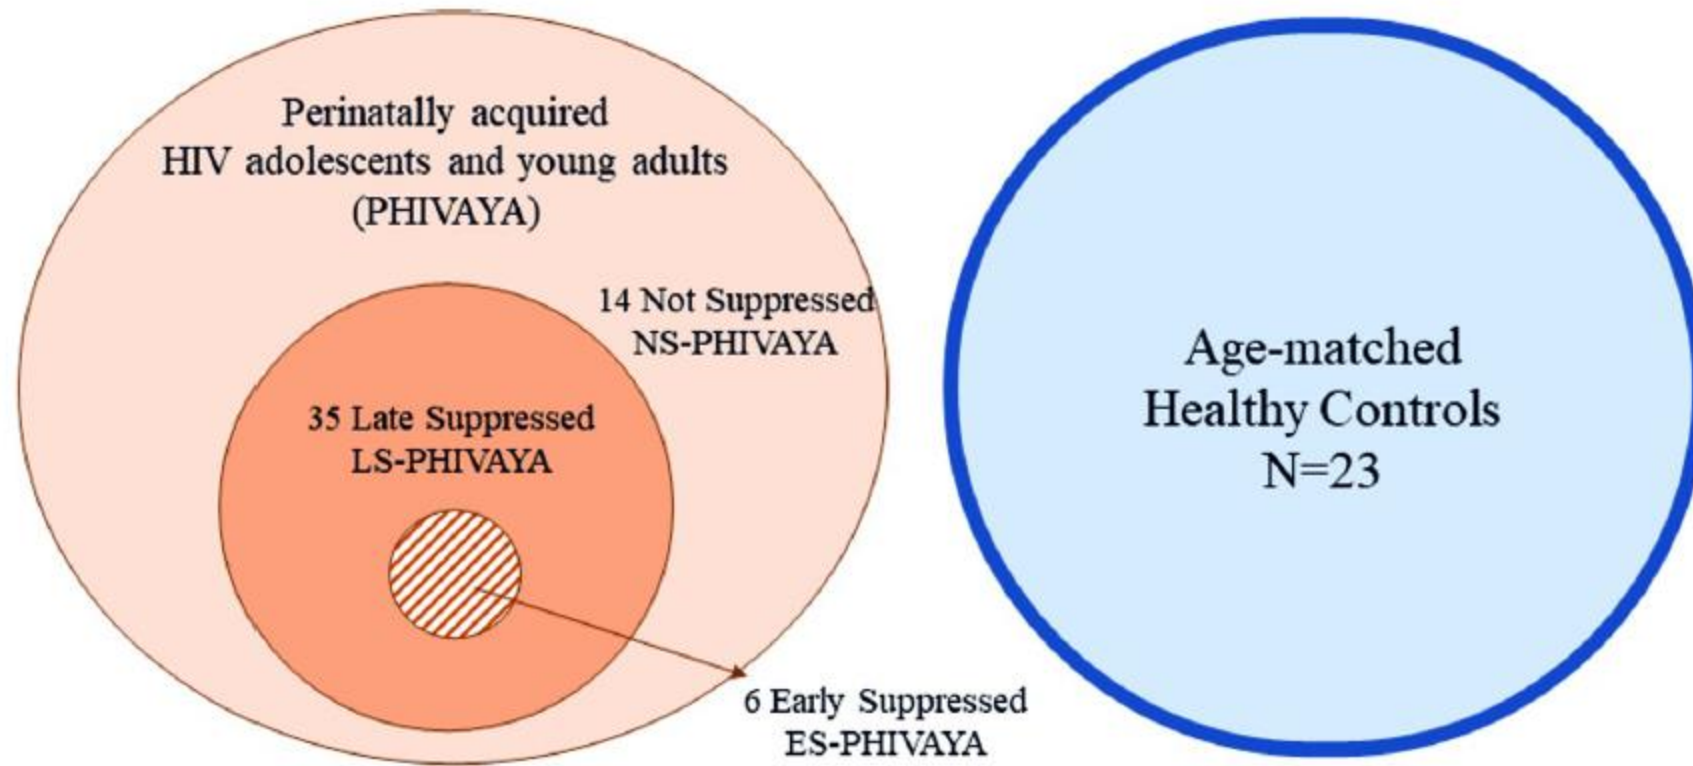 Perinatally acquired
HIV adolescents and young adults
(PHIVAYA)
14 Not Suppressed
NS-PHIVAYA
35 Late Suppressed
LS-PHIVAYA
6 Early Suppressed
ES-PHIVAYA
Age-matched
Healthy Controls
N=23